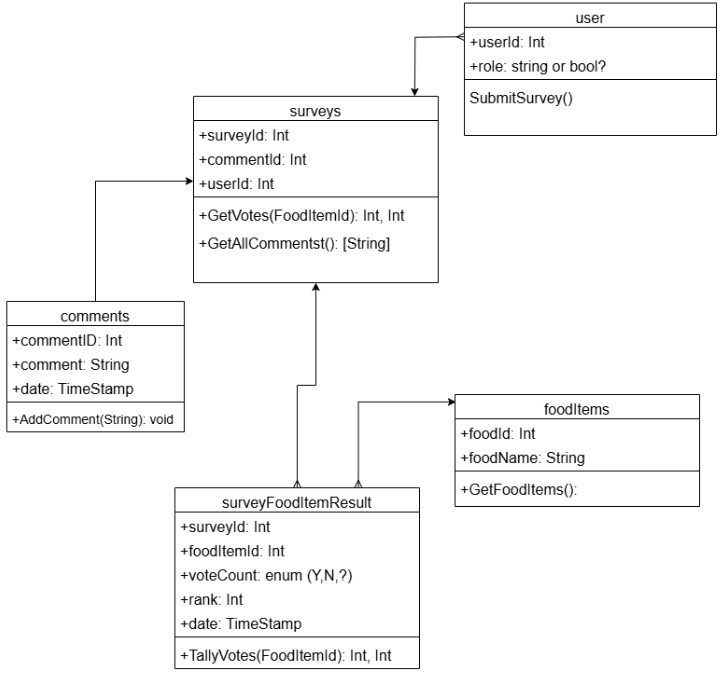 user
+userId: Int
+role: string or bool?
SubmitSurvey()
surveys
+surveyId: Int
+commentId: Int
+userId: Int
+GetVotes(FoodItemId): Int, Int
+GetAllCommentst(): [String]
comments
+commentID: Int
+comment: String
+date: TimeStamp
+AddComment(String): void
foodItems
+foodId: Int
+foodName: String
+GetFoodItems():
surveyFoodItemResult
+surveyId: Int
+foodItemId: Int
+voteCount: enum (Y,N,?)
+rank: Int
+date: TimeStamp
+TallyVotes(FoodItemId): Int, Int